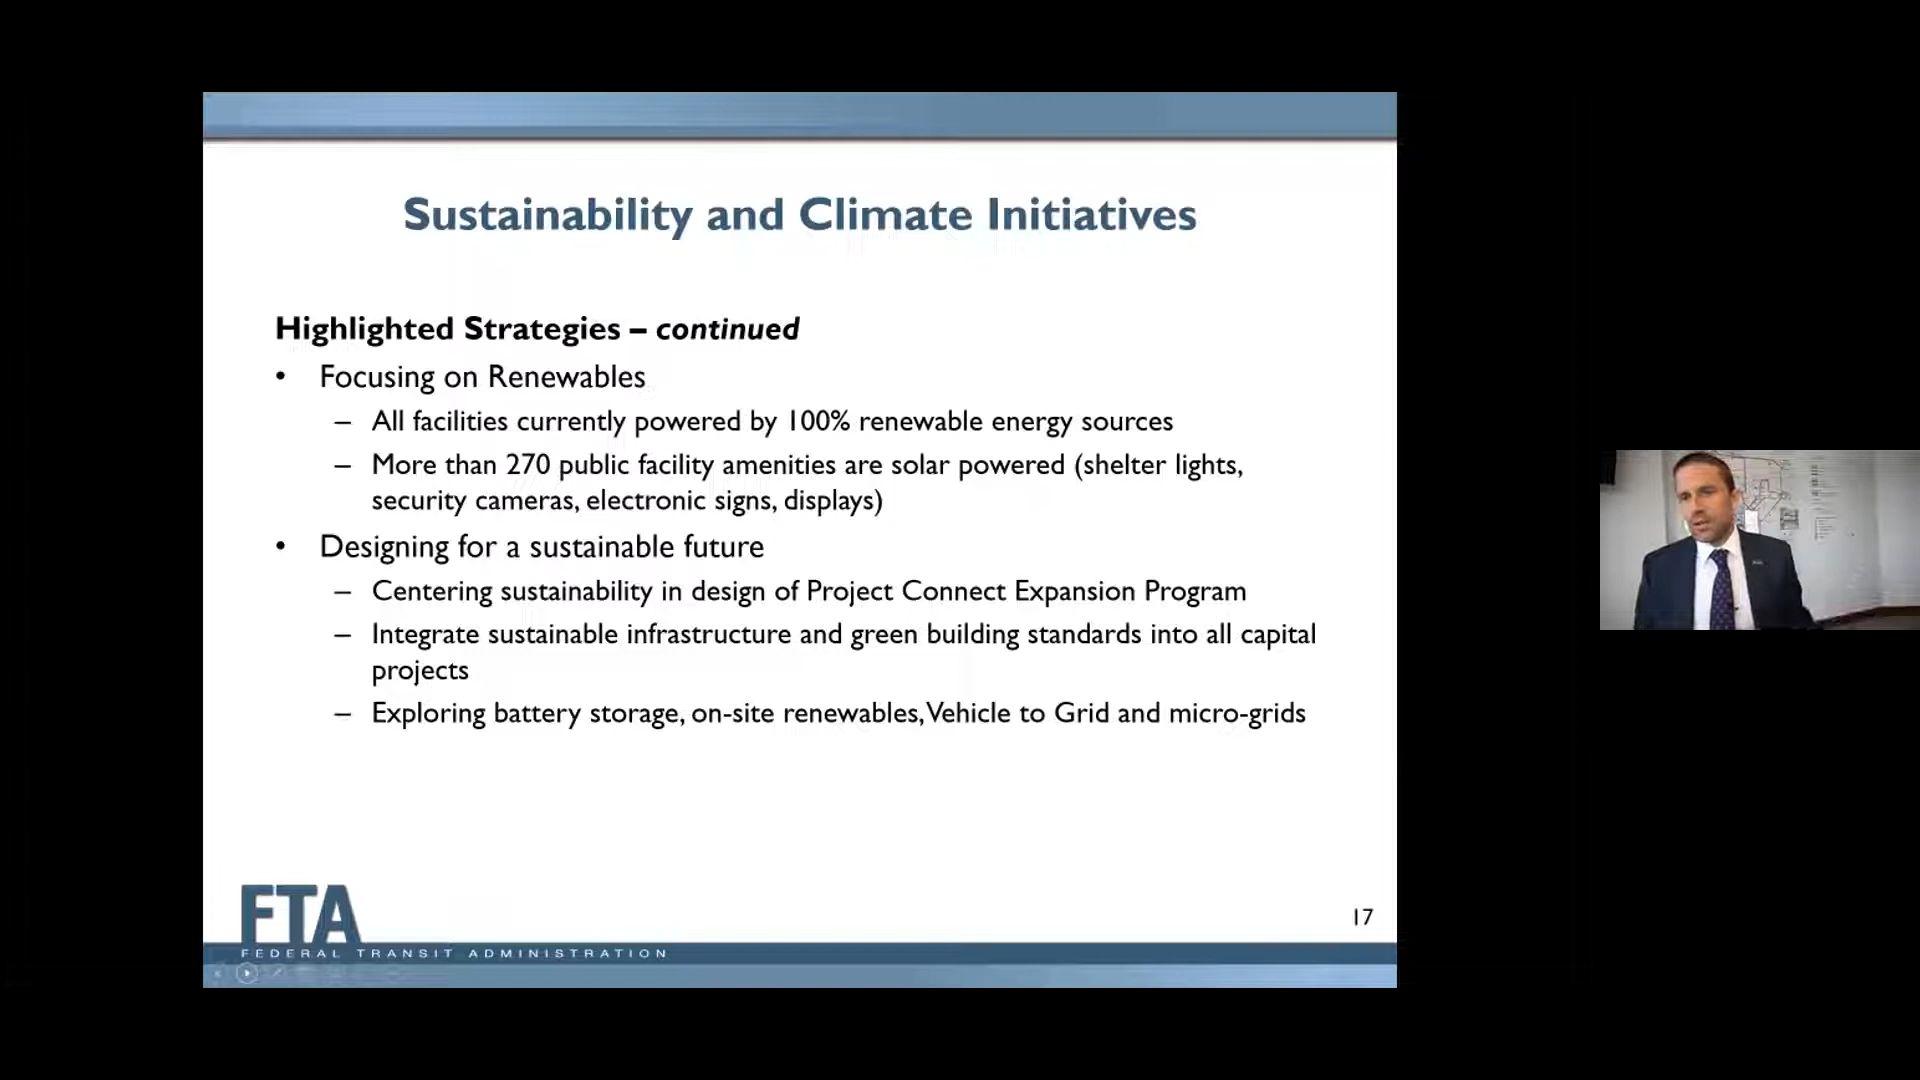 Sustainability and Climate Initiatives
Highlighted Strategies – continued
• Focusing on Renewables
– All facilities currently powered by 100% renewable energy sources
– More than 270 public facility amenities are solar powered (shelter lights,
security cameras, electronic signs, displays)
• Designing for a sustainable future
– Centering sustainability in design of Project Connect Expansion Program
– Integrate sustainable infrastructure and green building standards into all capital
projects
– Exploring battery storage, on-site renewables, Vehicle to Grid and micro-grids
FTA
FEDERAL TRANSIT ADMINISTRATION
17